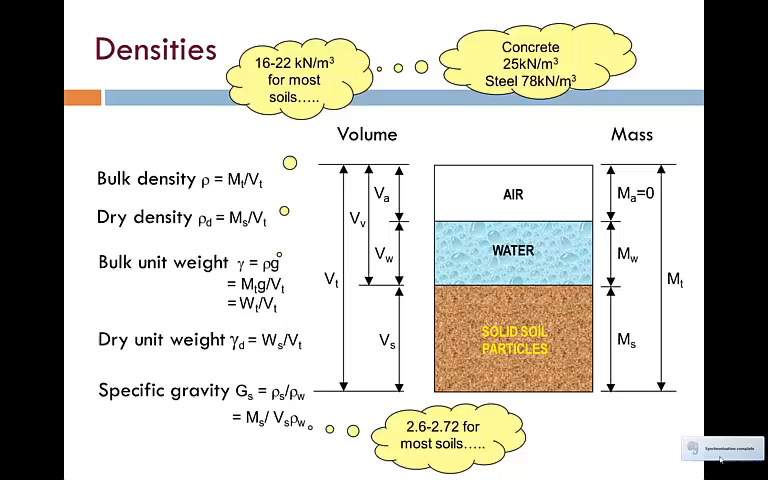 Densities
16-22 kN/m³
for most
soils…..
Concrete
25kN/m³
Steel 78kN/m³
Volume
Mass
Bulk density ρ = Mt/Vt
Dry density ρd = Ms/Vt
Bulk unit weight γ = ρg
= Mtg/Vt
= Wt/Vt
Dry unit weight γd = Ws/Vt
Specific gravity Gs = ρs/ρw
= Ms/ Vsρw
2.6-2.72 for
most soils…..
Va
Vv
Vw
Vt
Vs
AIR
WATER
SOLID SOIL
PARTICLES
Ma=0
Mw
Mt
Ms
Synchronisation complete